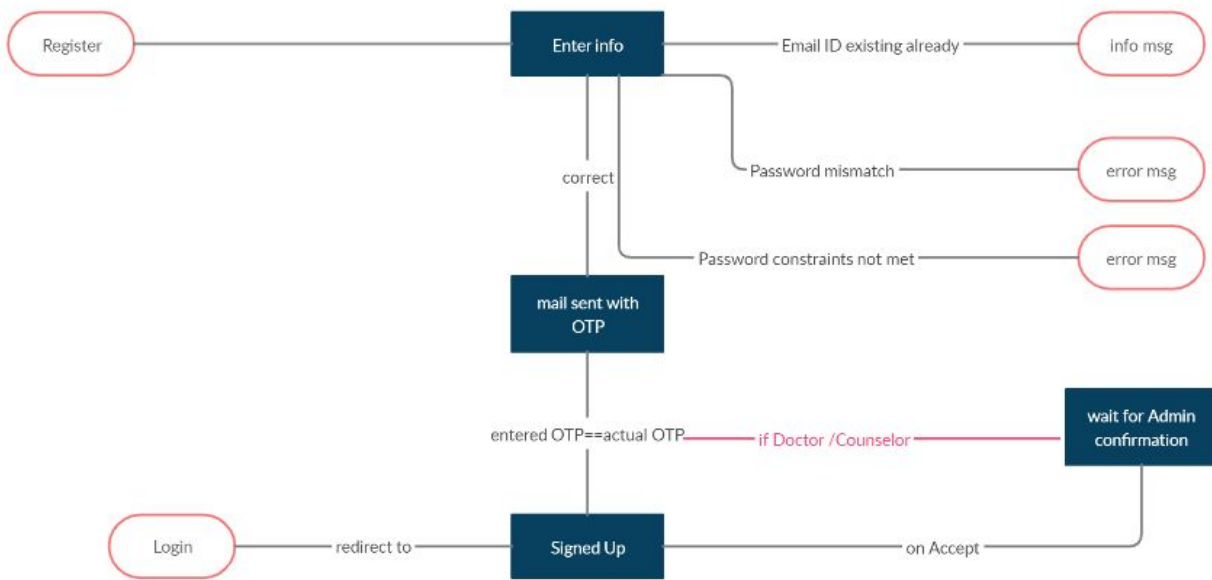 Register
Enter info
Email ID existing already
info msg
Password mismatch
error msg
correct
Password constraints not met
error msg
mail sent with
OTP
entered OTP==actual OTP
if Doctor /Counselor
wait for Admin
confirmation
Login
redirect to
Signed Up
on Accept